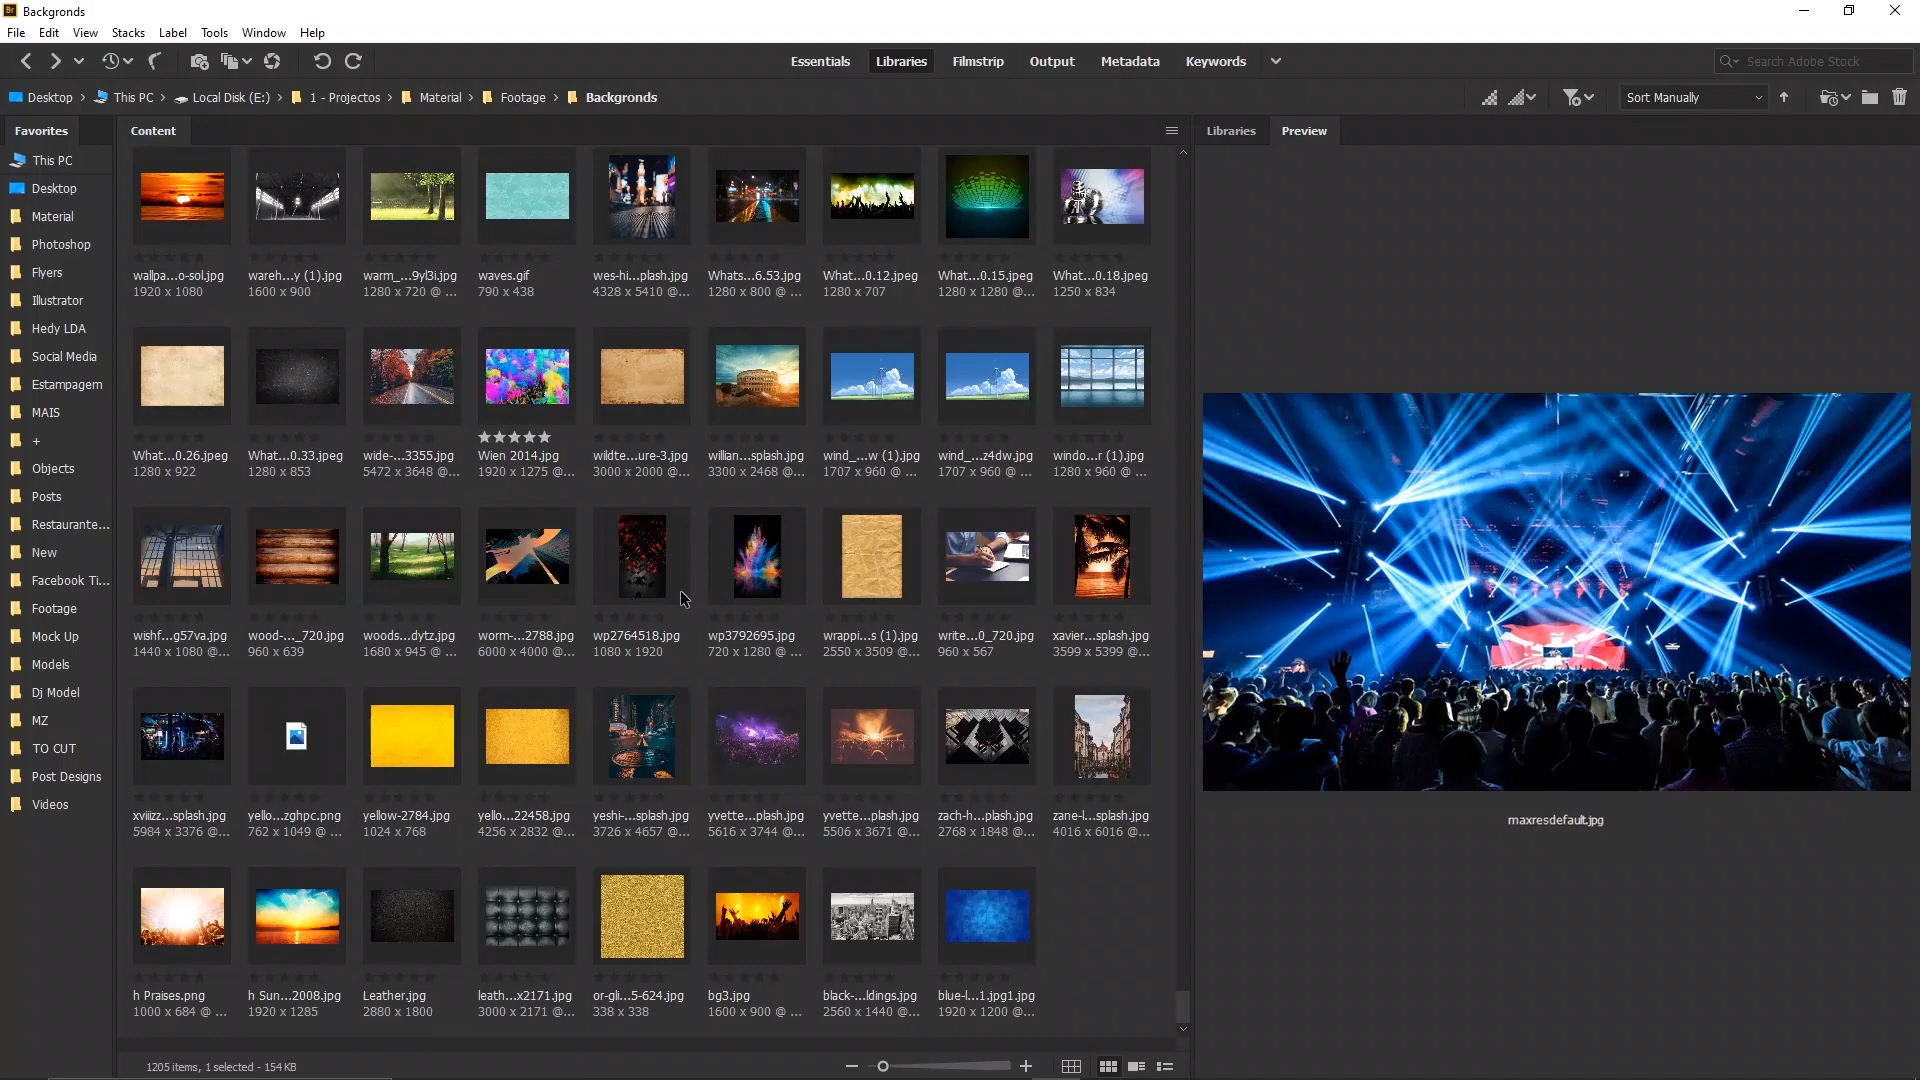 Backgronds
File Edit View Stacks Label Tools Window Help
Essentials Libraries Filmstrip Output Metadata Keywords
Search Adobe Stock
Desktop This PC Local Disk (E:) 1 - Projectos Material Footage Backgronds
Sort Manually
Favorites
Content
Libraries Preview
This PC
Desktop
Material
Photoshop
Flyers
Illustrator
Hedy LDA
Social Media
Estampagem
MAIS
+
Objects
Posts
Restaurante...
New
Facebook Ti...
Footage
Mock Up
Models
Dj Model
MZ
TO CUT
Post Designs
Videos
wallpa...o-sol.jpg wareh...y (1).jpg warm_...9yl3i.jpg waves.gif wes-hi...plash.jpg Whats...6.53.jpg What...0.12.jpeg What...0.15.jpeg What...0.18.jpeg
1920 x 1080 1600 x 900 1280 x 720 @ ... 790 x 438 4328 x 5410 @... 1280 x 800 @ ... 1280 x 707 1280 x 1280 @... 1250 x 834
What...0.26.jpeg What...0.33.jpeg wide-...3355.jpg Wien 2014.jpg wildte...ure-3.jpg willian...splash.jpg wind_...w (1).jpg wind_...z4dw.jpg windo...r (1).jpg
1280 x 922 1280 x 853 5472 x 3648 @... 1920 x 1275 @... 3000 x 2000 @... 3300 x 2468 @... 1707 x 960 @ ... 1707 x 960 @ ... 1280 x 960 @ ...
wishf...g57va.jpg wood-..._720.jpg woods...dytz.jpg worm-...2788.jpg wp2764518.jpg wp3792695.jpg wrappi...s (1).jpg write...0_720.jpg xavier...splash.jpg
1440 x 1080 @... 960 x 639 1680 x 945 @ ... 6000 x 4000 @... 1080 x 1920 720 x 1280 @ ... 2550 x 3509 @... 960 x 567 3599 x 5399 @...
xviiizz...splash.jpg yello...zghpc.png yellow-2784.jpg yello...22458.jpg yeshi-...splash.jpg yvette...plash.jpg yvette...plash.jpg zach-h...plash.jpg zane-l...splash.jpg
5984 x 3376 @... 762 x 1049 @ ... 1024 x 768 4256 x 2832 @... 3726 x 4657 @... 5616 x 3744 @... 5506 x 3671 @... 2768 x 1848 @... 4016 x 6016 @...
h Praises.png h Sun...2008.jpg Leather.jpg leath...x2171.jpg or-gli...5-624.jpg bg3.jpg black-...ldings.jpg blue-l...1.jpg1.jpg
1000 x 684 @ ... 1920 x 1285 2880 x 1800 3000 x 2171 @... 338 x 338 1600 x 900 @ ... 2560 x 1440 @... 1920 x 1200 @...
maxresdefault.jpg
1205 items, 1 selected - 154 KB